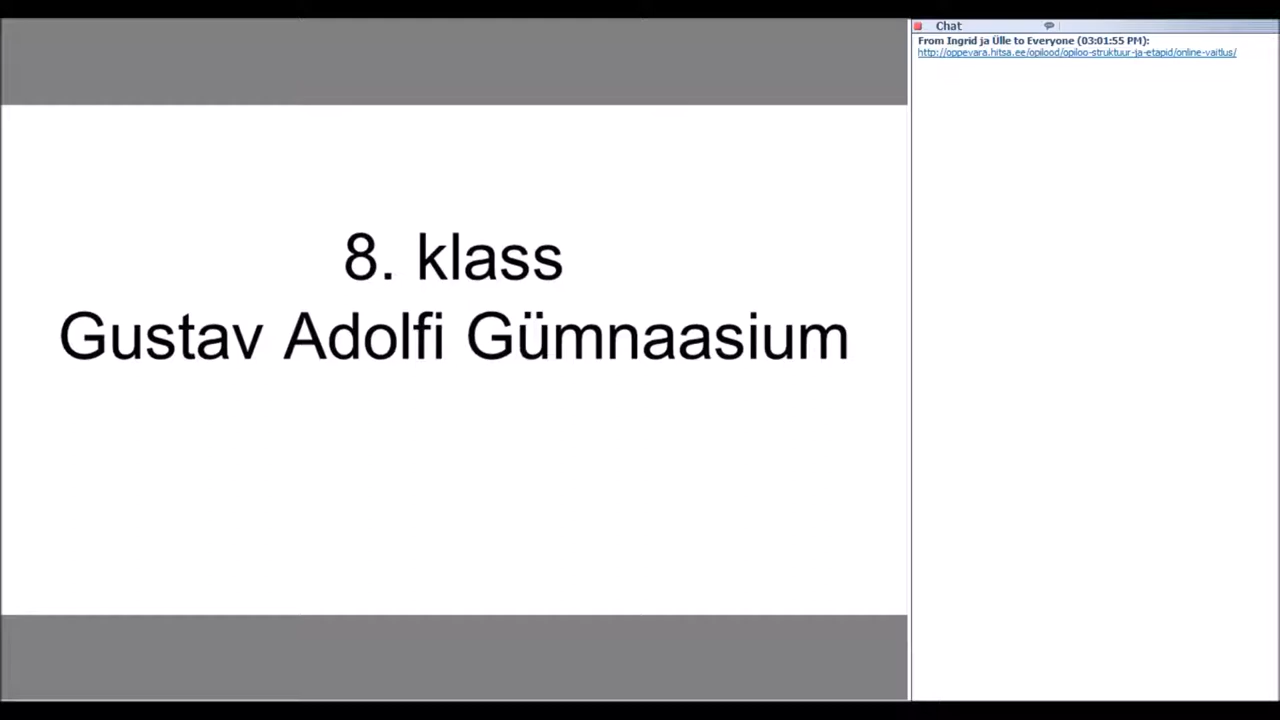 8. klass
Gustav Adolfi Gümnaasium
Chat
From Ingrid ja Ülle to Everyone (03:01:55 PM):
http://oppevara.hitsa.ee/opilood/opiloo-struktuur-ja-etapid/online-vaitlus/